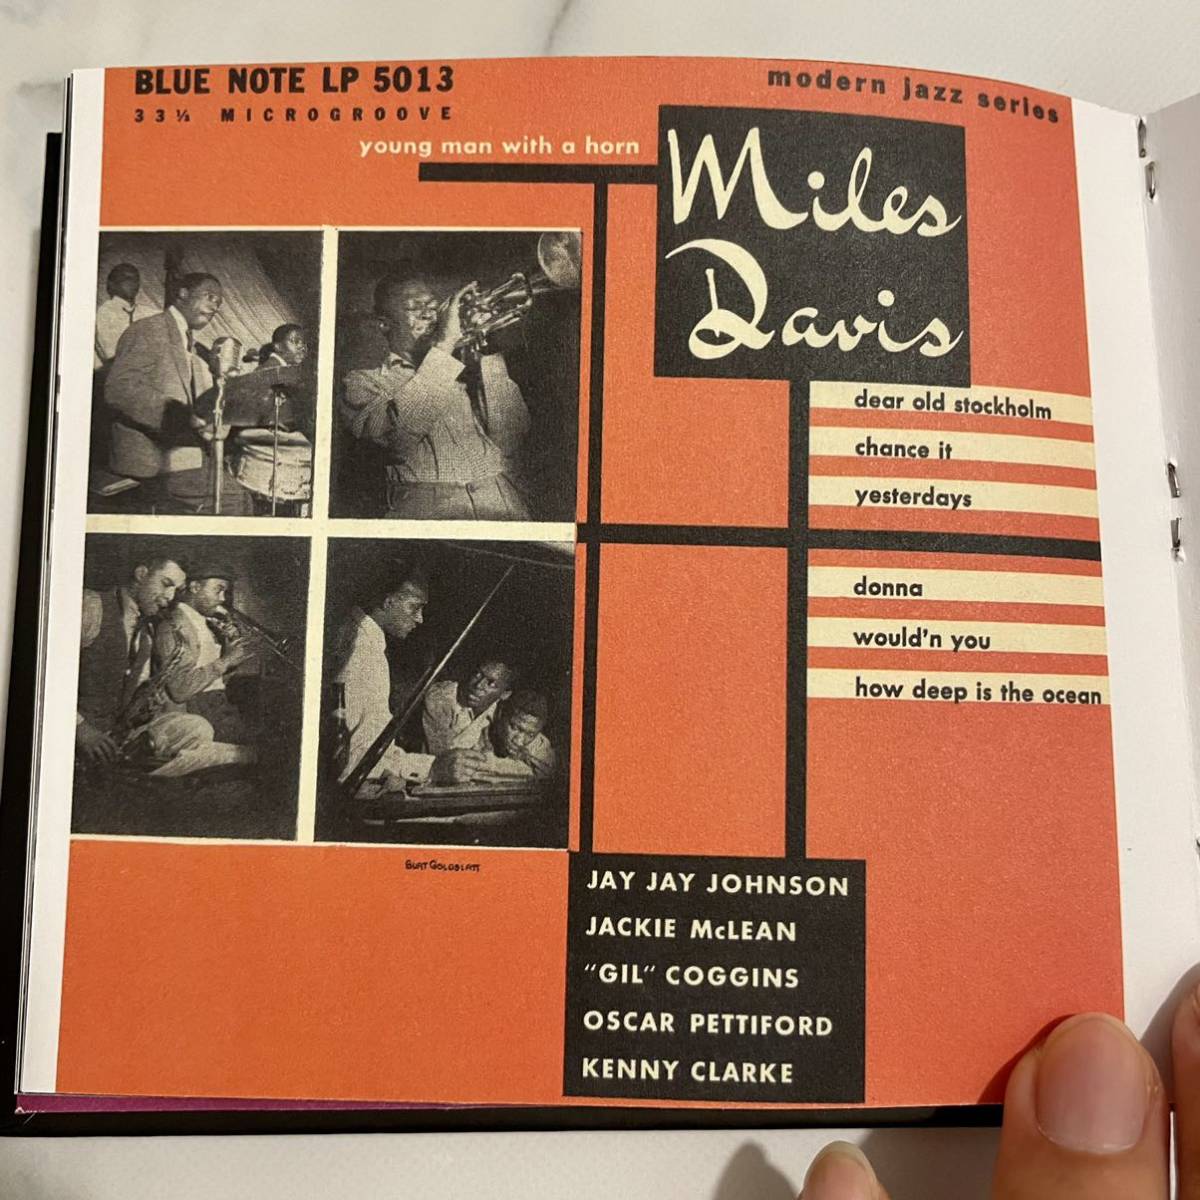 BLUE NOTE LP 5013
33⅓ MICROGROOVE
modern jazz series
young man with a horn
Miles
Davis
dear old stockholm
chance it
yesterdays
donna
would'n you
how deep is the ocean
BURT GOLDBLATT
JAY JAY JOHNSON
JACKIE McLEAN
"GIL" COGGINS
OSCAR PETTIFORD
KENNY CLARKE